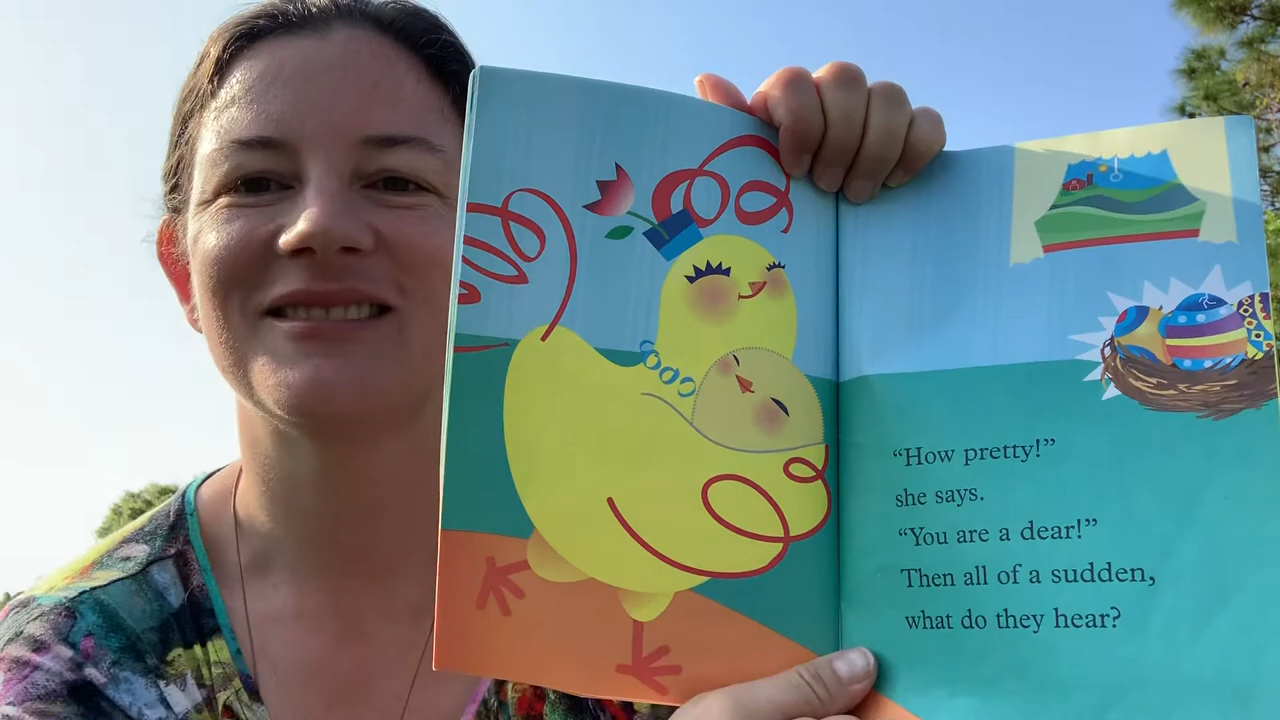 “How pretty!”
she says.
“You are a dear!”
Then all of a sudden,
what do they hear?